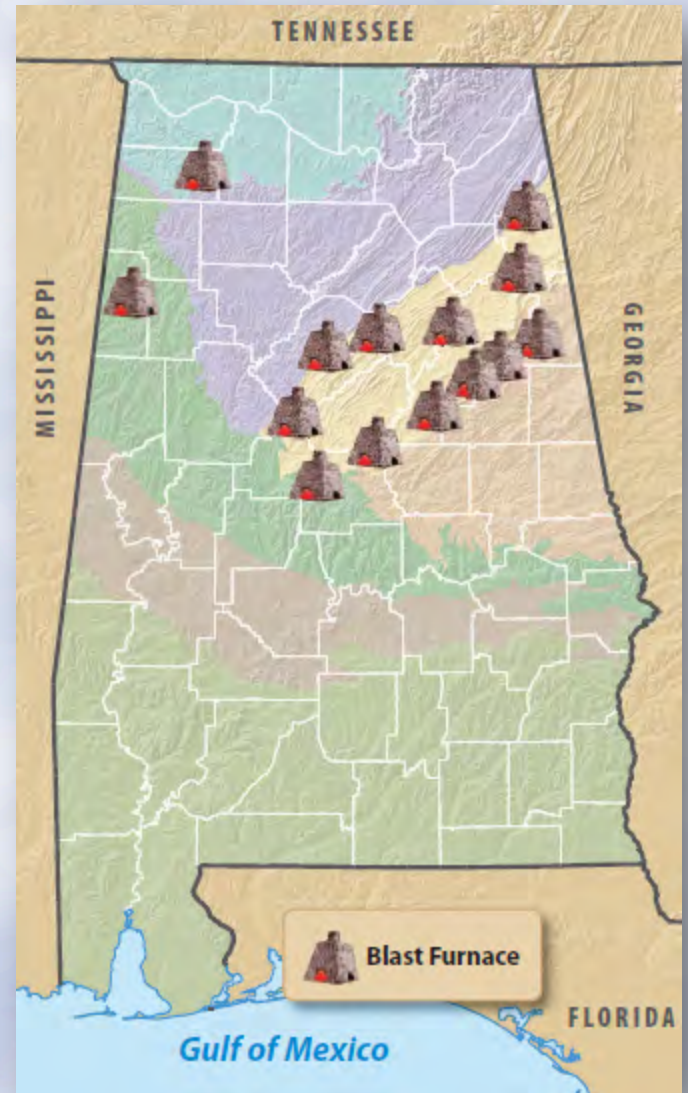 TENNESSEE
MISSISSIPPI
GEORGIA
Blast Furnace
FLORIDA
Gulf of Mexico